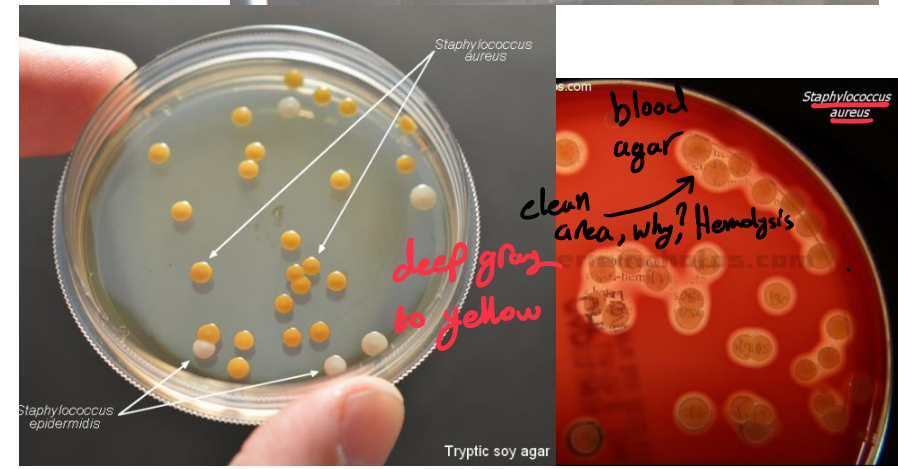 Staphylococcus
aureus
Staphylococcus
epidermidis
Tryptic soy agar
deep gray
to yellow
s.com
blood
agar
clean
area, why? Hemolysis
Staphylococcus
aureus